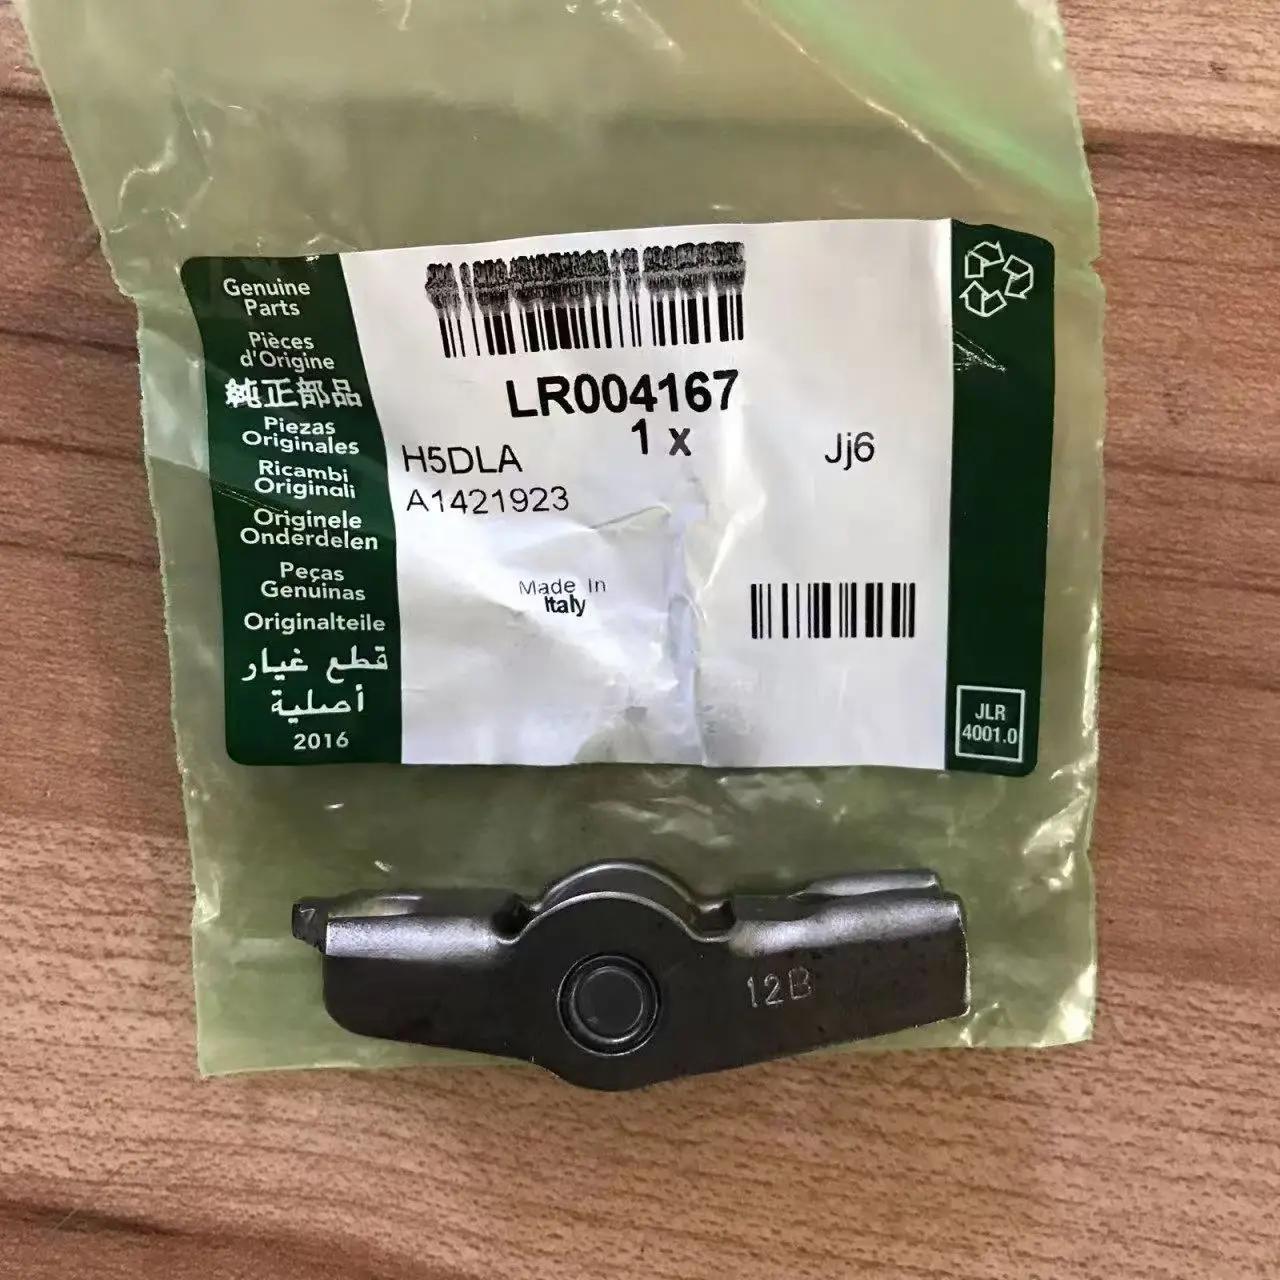 Genuine
Parts
Pièces
d'Origine
純正部品
Piezas
Originales
Ricambi
Originali
Originele
Onderdelen
Peças
Genuinas
Originalteile
قطع غيار
أصلية
2016
LR004167
1 x
H5DLA
Jj6
A1421923
Made In
Italy
JLR
4001.0
12B